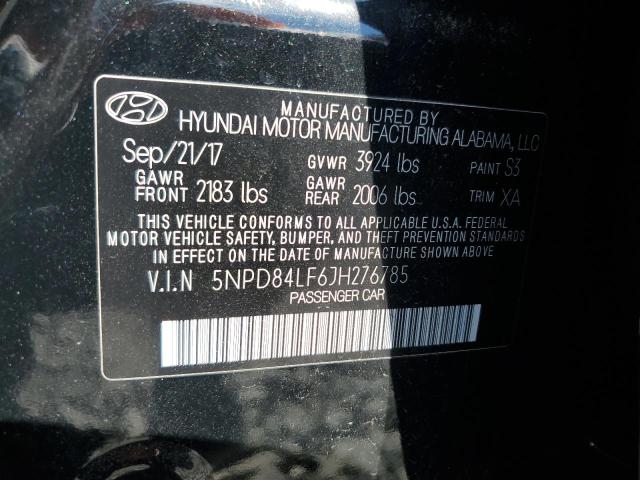 MANUFACTURED BY
HYUNDAI MOTOR MANUFACTURING ALABAMA, LLC
Sep/21/17 GVWR 3924 lbs PAINT S3
GAWR FRONT 2183 lbs GAWR REAR 2006 lbs TRIM XA
THIS VEHICLE CONFORMS TO ALL APPLICABLE U.S.A. FEDERAL
MOTOR VEHICLE SAFETY, BUMPER, AND THEFT PREVENTION STANDARDS
IN EFFECT ON THE DATE OF MANUFACTURE SHOWN ABOVE.
V.I.N 5NPD84LF6JH276785
PASSENGER CAR